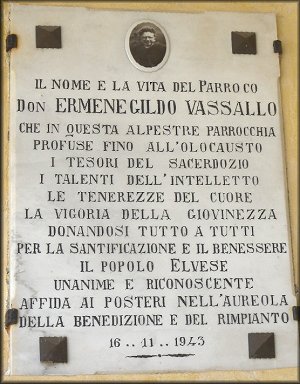 IL NOME E LA VITA DEL PARROCO
DON ERMENEGILDO VASSALLO
CHE IN QUESTA ALPESTRE PARROCCHIA
PROFUSE FINO ALL'OLOCAUSTO
I TESORI DEL SACERDOZIO
I TALENTI DELL'INTELLETTO
LE TENEREZZE DEL CUORE
LA VIGORIA DELLA GIOVINEZZA
DONANDOSI TUTTO A TUTTI
PER LA SANTIFICAZIONE E IL BENESSERE
IL POPOLO ELVESE
UNANIME E RICONOSCENTE
AFFIDA AI POSTERI NELL'AUREOLA
DELLA BENEDIZIONE E DEL RIMPIANTO
16..11..1943